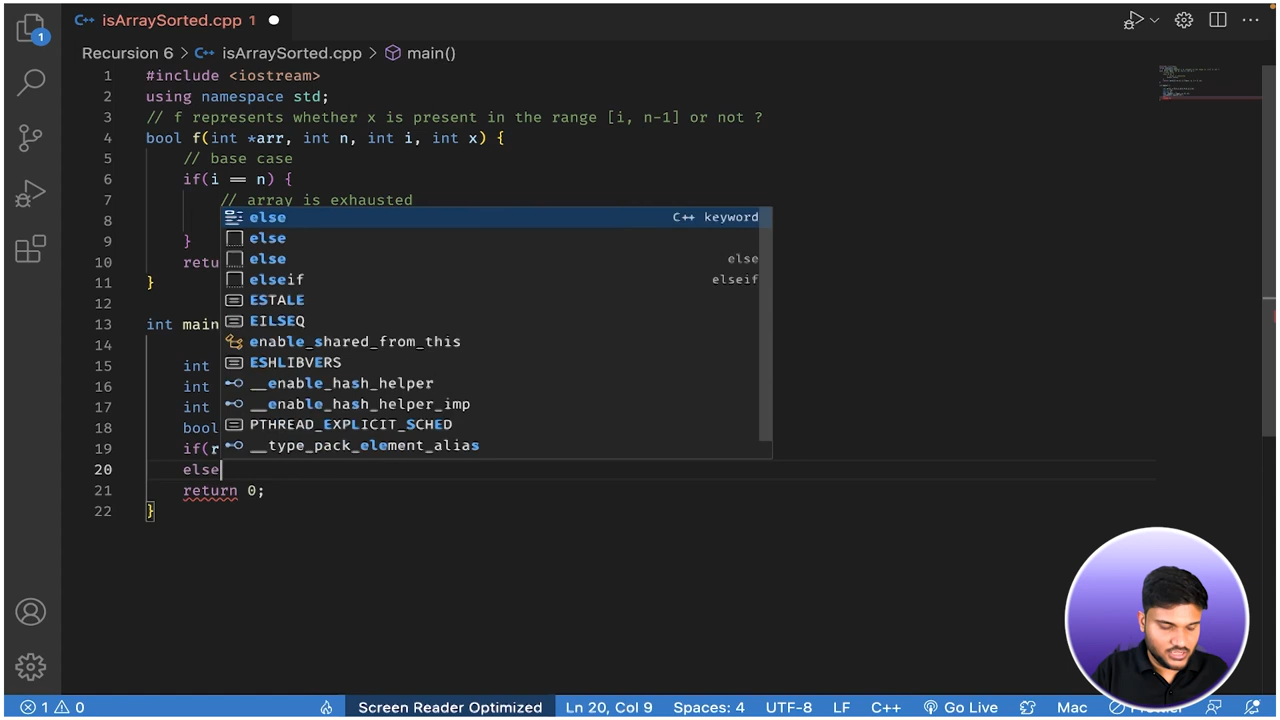 1
isArraySorted.cpp 1
Recursion 6 > isArraySorted.cpp > main()
1 #include <iostream>
2 using namespace std;
3 // f represents whether x is present in the range [i, n-1] or not ?
4 bool f(int *arr, int n, int i, int x) {
5 // base case
6 if(i == n) {
7 // array is exhausted
8
9 }
10 retu
11 }
12
13 int main
14
15 int
16 int
17 int
18 bool
19 if(r
20 else
21 return 0;
22 }
else C++ keyword
else
else else
elseif elseif
ESTALE
EILSEQ
enable_shared_from_this
ESHLIBVERS
__enable_hash_helper
__enable_hash_helper_imp
PTHREAD_EXPLICIT_SCHED
__type_pack_element_alias
1 0 Screen Reader Optimized Ln 20, Col 9 Spaces: 4 UTF-8 LF C++ Go Live Mac